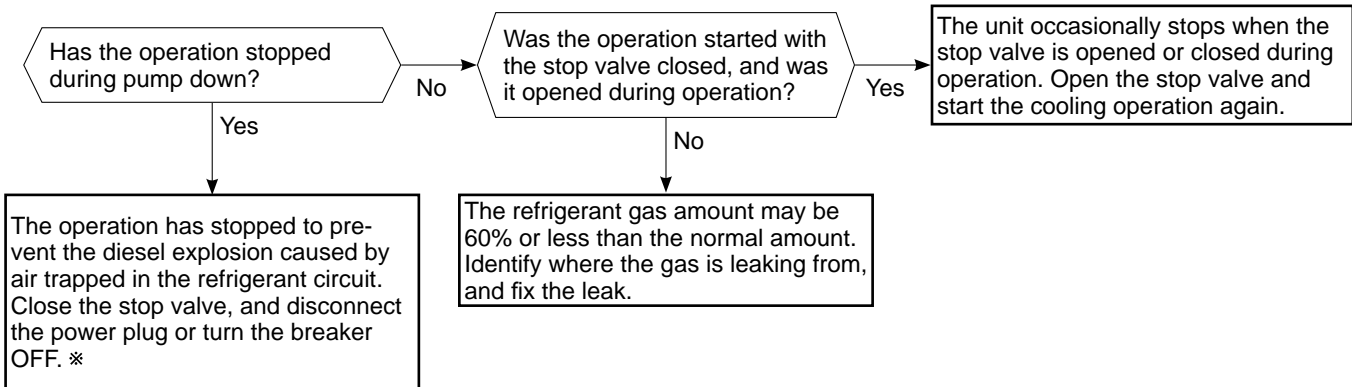 Has the operation stopped
during pump down?
No
Yes
Was the operation started with
the stop valve closed, and was
it opened during operation?
Yes
No
The unit occasionally stops when the
stop valve is opened or closed during
operation. Open the stop valve and
start the cooling operation again.
The operation has stopped to pre-
vent the diesel explosion caused by
air trapped in the refrigerant circuit.
Close the stop valve, and disconnect
the power plug or turn the breaker
OFF. ※
The refrigerant gas amount may be
60% or less than the normal amount.
Identify where the gas is leaking from,
and fix the leak.